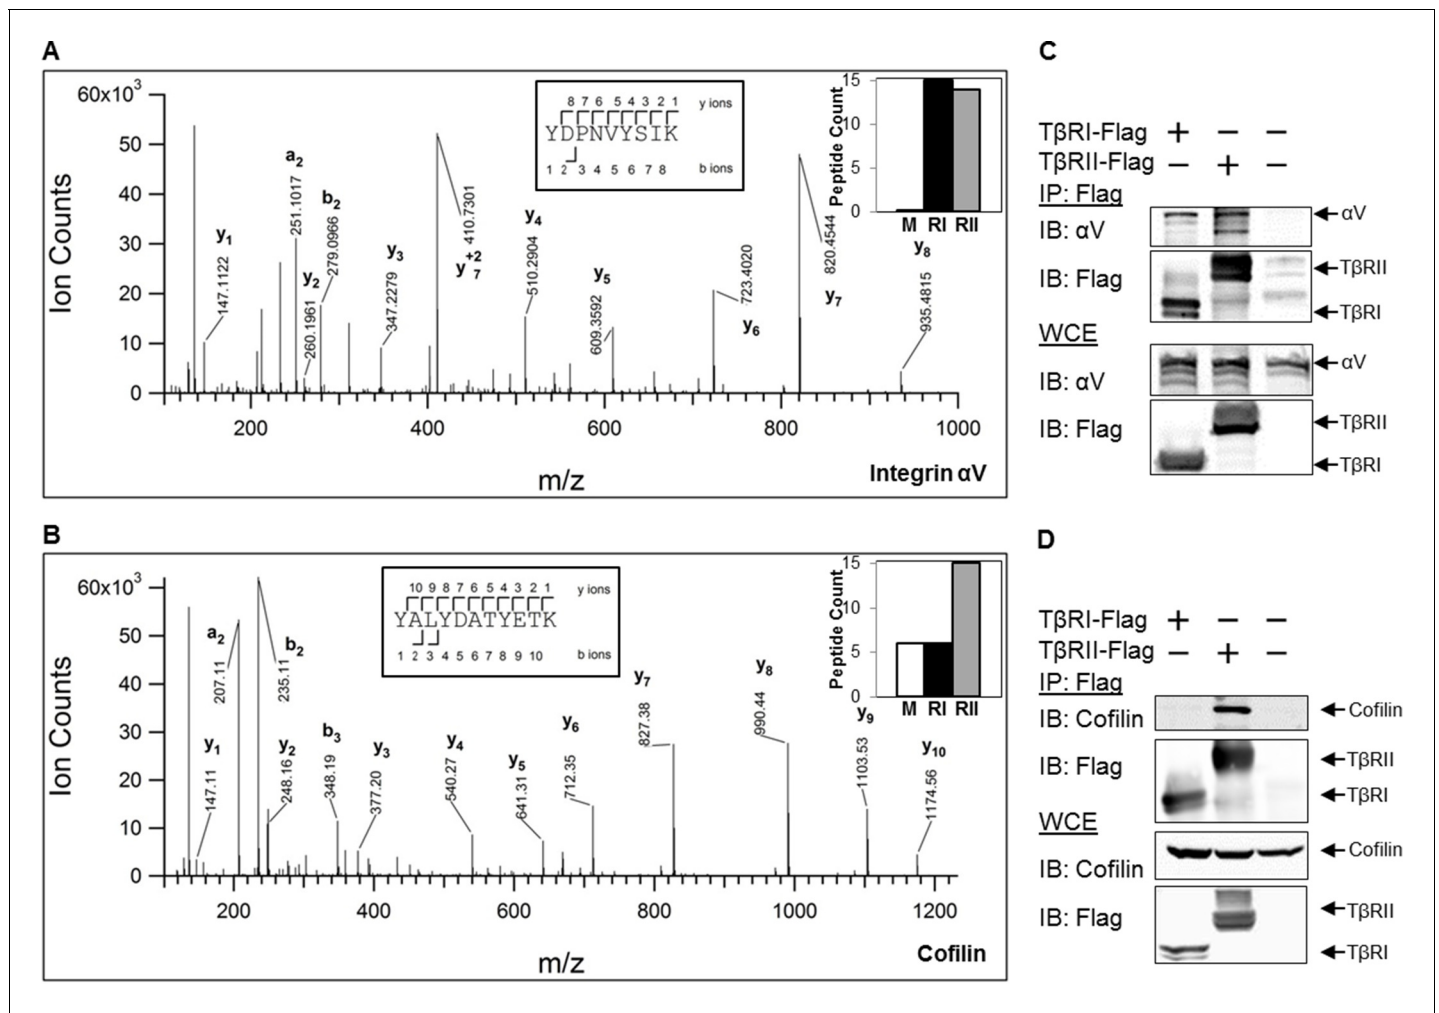 A
60x10³
50
40
30
20
10
0
Ion Counts
200
400
600
800
1000
m/z
Integrin αV
y1
147.1122
a2
251.1017
y2
260.1961
b2
279.0966
y3
347.2279
410.7301
y7+2
y4
510.2904
y5
609.3592
723.4020
y6
820.4544
y7
y8
935.4815
8 7 6 5 4 3 2 1 y ions
YDPNVYSIK
1 2 3 4 5 6 7 8 b ions
Peptide Count
15
10
5
0
M RI RII
B
60x10³
50
40
30
20
10
0
Ion Counts
200
400
600
800
1000
1200
m/z
Cofilin
y1
147.11
a2
207.11
b2
235.11
y2
248.16
b3
348.19
y3
377.20
y4
540.27
y5
641.31
y6
712.35
y7
827.38
y8
990.44
y9
1103.53
y10
1174.56
10 9 8 7 6 5 4 3 2 1 y ions
YALYDATYETK
1 2 3 4 5 6 7 8 9 10 b ions
Peptide Count
15
10
5
0
M RI RII
C
TβRI-Flag + − −
TβRII-Flag − + −
IP: Flag
IB: αV
αV
IB: Flag
TβRII
TβRI
WCE
IB: αV
αV
IB: Flag
TβRII
TβRI
D
TβRI-Flag + − −
TβRII-Flag − + −
IP: Flag
IB: Cofilin
Cofilin
IB: Flag
TβRII
TβRI
WCE
IB: Cofilin
Cofilin
IB: Flag
TβRII
TβRI